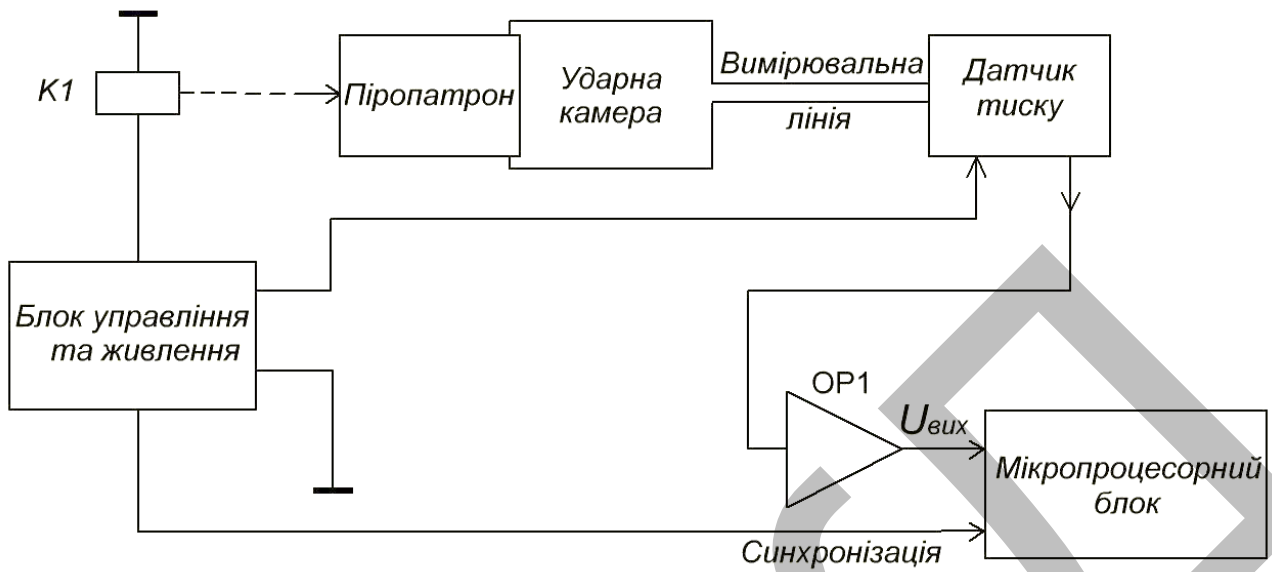 K1
Піропатрон
Ударна
камера
Вимірювальна
лінія
Датчик
тиску
Блок управління
та живлення
OP1
Uвих
Мікропроцесорний
блок
Синхронізація